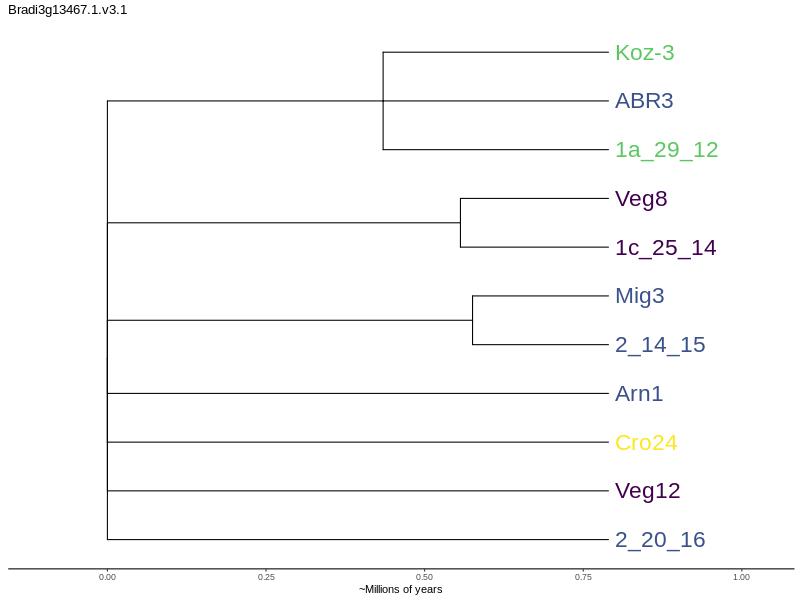 Bradi3g13467.1.v3.1
Koz-3
ABR3
1a_29_12
Veg8
1c_25_14
Mig3
2_14_15
Arn1
Cro24
Veg12
2_20_16
0.00 0.25 0.50 0.75 1.00
~Millions of years